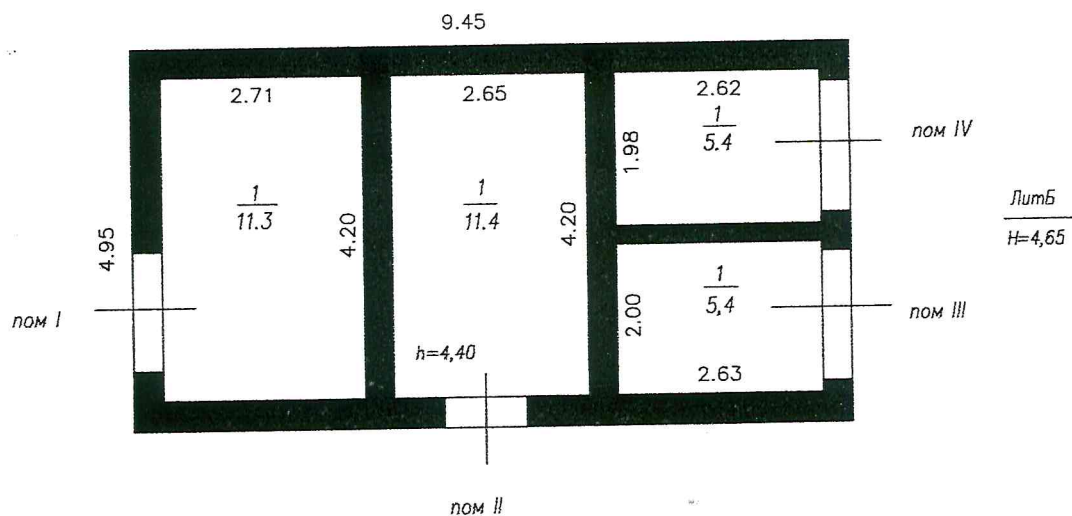 9.45
2.71
2.65
2.62
1
5.4
1.98
пом IV
1
11.3
1
11.4
ЛитБ
H=4,65
4.95
4.20
4.20
1
5,4
2.00
пом III
пом I
h=4,40
2.63
пом II